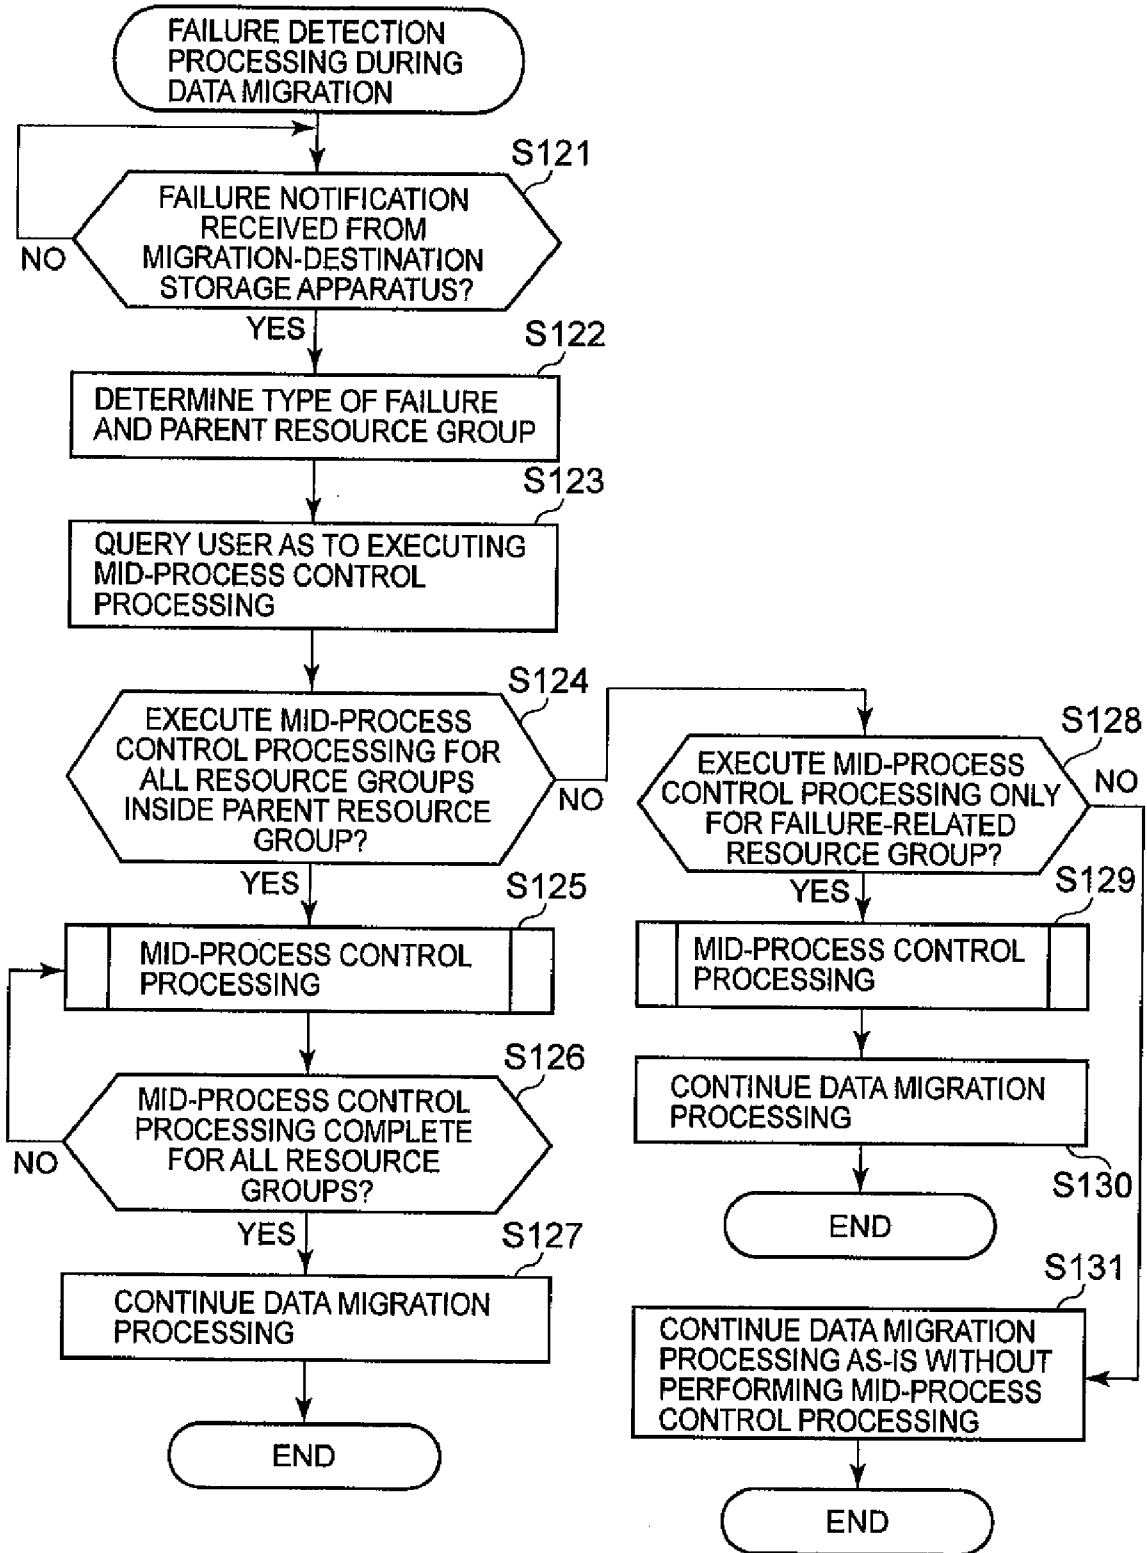 FAILURE DETECTION
PROCESSING DURING
DATA MIGRATION
S121
FAILURE NOTIFICATION
RECEIVED FROM
MIGRATION-DESTINATION
STORAGE APPARATUS?
NO
YES
S122
DETERMINE TYPE OF FAILURE
AND PARENT RESOURCE GROUP
S123
QUERY USER AS TO EXECUTING
MID-PROCESS CONTROL
PROCESSING
S124
EXECUTE MID-PROCESS
CONTROL PROCESSING FOR
ALL RESOURCE GROUPS
INSIDE PARENT RESOURCE
GROUP?
NO
YES
S125
MID-PROCESS CONTROL
PROCESSING
S126
MID-PROCESS CONTROL
PROCESSING COMPLETE
FOR ALL RESOURCE
GROUPS?
NO
YES
S127
CONTINUE DATA MIGRATION
PROCESSING
END
S128
EXECUTE MID-PROCESS
CONTROL PROCESSING ONLY
FOR FAILURE-RELATED
RESOURCE GROUP?
NO
YES
S129
MID-PROCESS CONTROL
PROCESSING
CONTINUE DATA MIGRATION
PROCESSING
S130
END
S131
CONTINUE DATA MIGRATION
PROCESSING AS-IS WITHOUT
PERFORMING MID-PROCESS
CONTROL PROCESSING
END